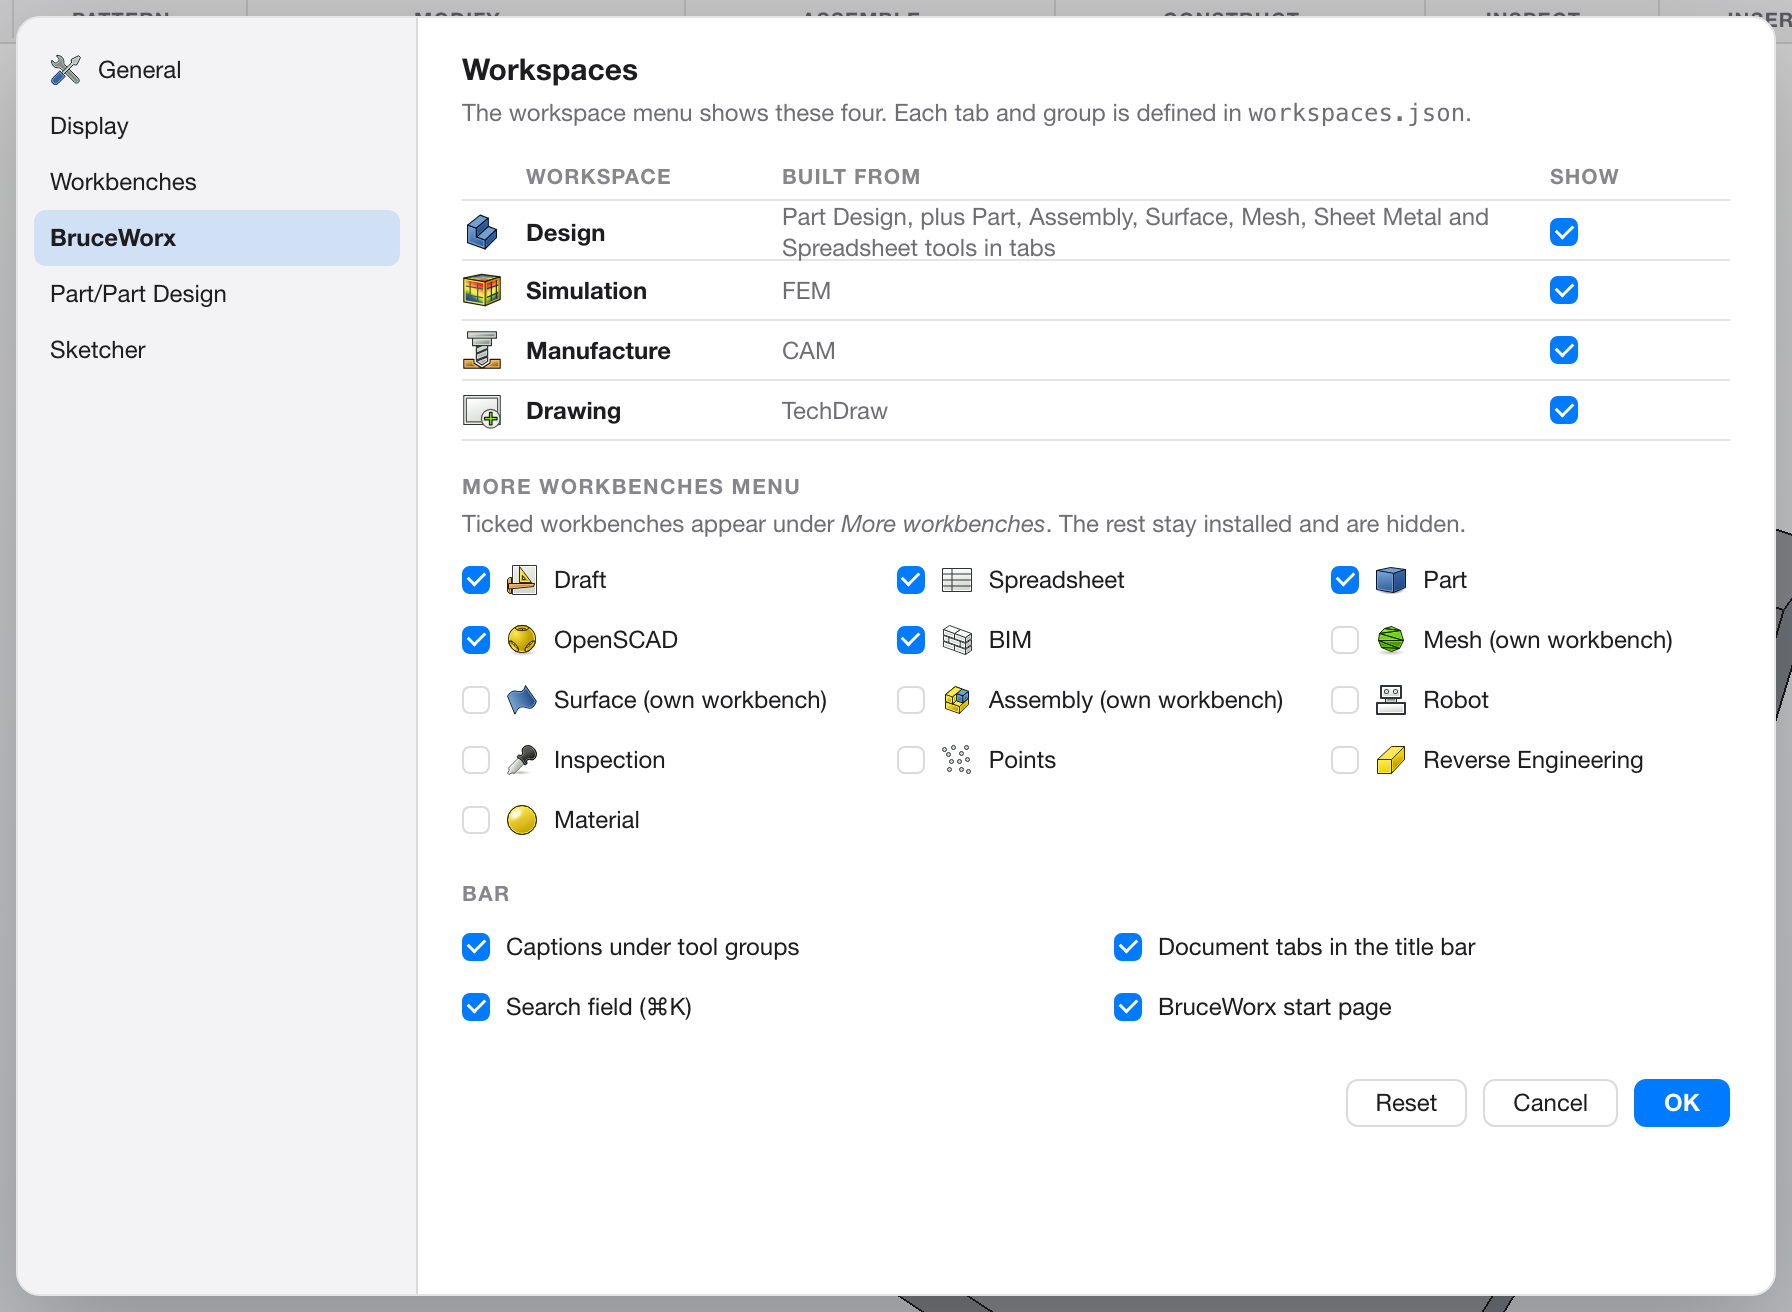 PATTERN MODIFY ASSEMBLE CONSTRUCT INSPECT
General
Display
Workbenches
BruceWorx
Part/Part Design
Sketcher
Workspaces
The workspace menu shows these four. Each tab and group is defined in workspaces.json.
WORKSPACE BUILT FROM SHOW
Design Part Design, plus Part, Assembly, Surface, Mesh, Sheet Metal and
Spreadsheet tools in tabs
Simulation FEM
Manufacture CAM
Drawing TechDraw
MORE WORKBENCHES MENU
Ticked workbenches appear under More workbenches. The rest stay installed and are hidden.
Draft Spreadsheet Part
OpenSCAD BIM Mesh (own workbench)
Surface (own workbench) Assembly (own workbench) Robot
Inspection Points Reverse Engineering
Material
BAR
Captions under tool groups Document tabs in the title bar
Search field (⌘K) BruceWorx start page
Reset Cancel OK